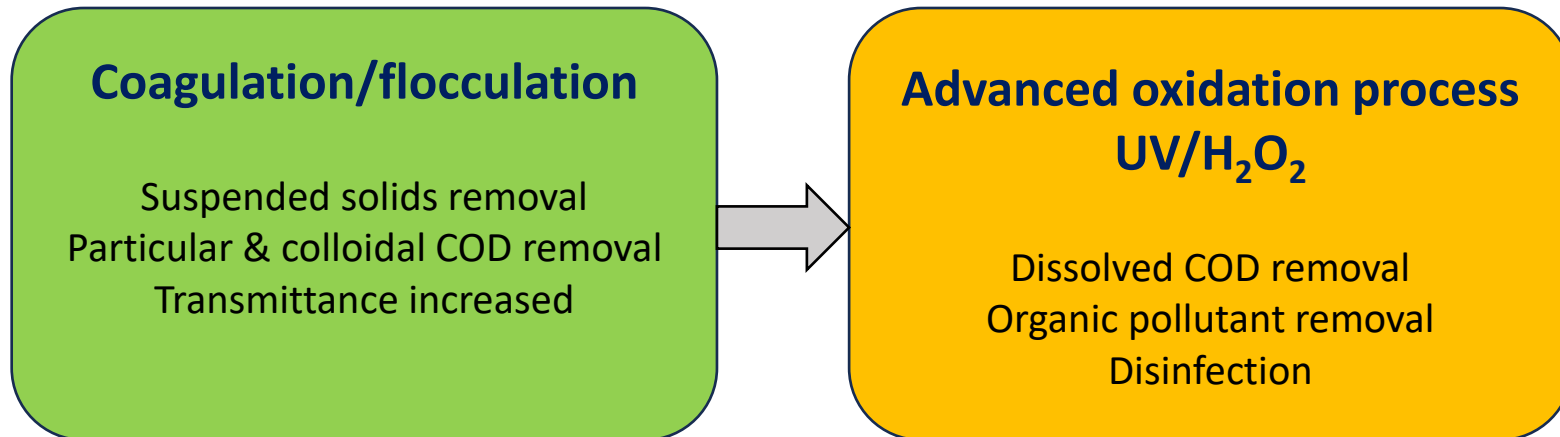 Coagulation/flocculation
Suspended solids removal
Particular & colloidal COD removal
Transmittance increased
Advanced oxidation process
UV/H₂O₂
Dissolved COD removal
Organic pollutant removal
Disinfection